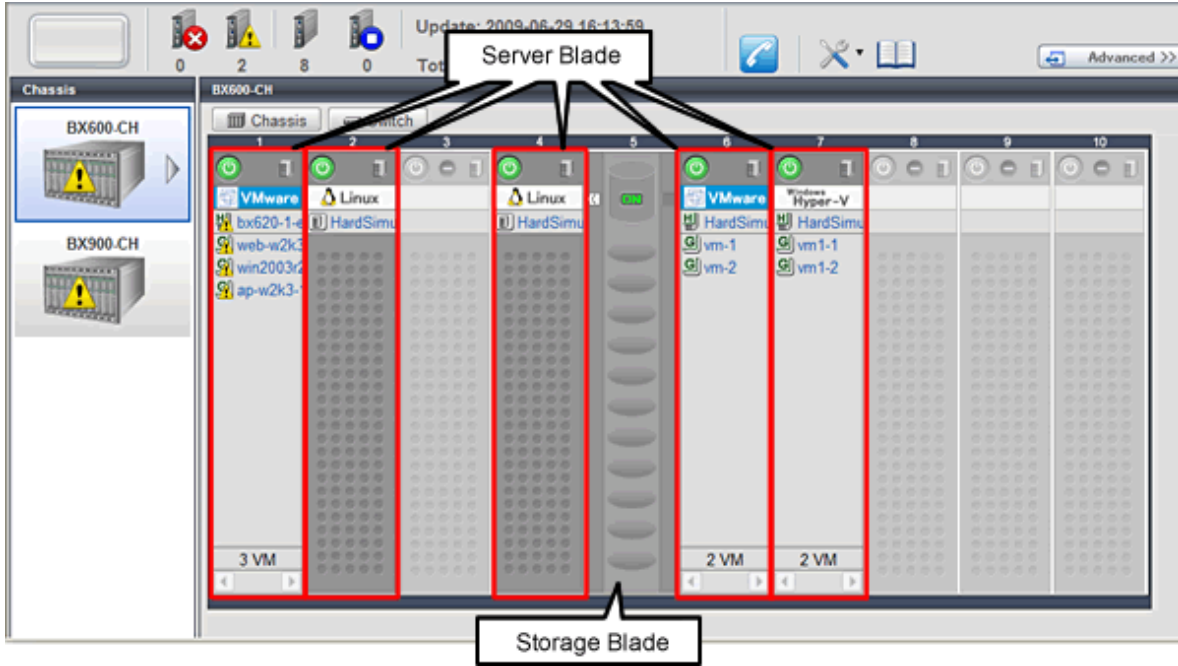 Update: 2009-06-29 16:13:59
0 2 8 0 Tot
Server Blade
Advanced >>
Chassis
BX600-CH
BX600-CH
BX900-CH
Chassis
1 2 3 4 5 6 7 8 9 10
VMware
Linux
Linux
ON
VMware
Windows Hyper-V
bx620-1-e
HardSimu
HardSimu
HardSimu
HardSimu
web-w2k3
vm-1
vm1-1
win2003r2
vm-2
vm1-2
ap-w2k3-1
3 VM
2 VM
2 VM
Storage Blade